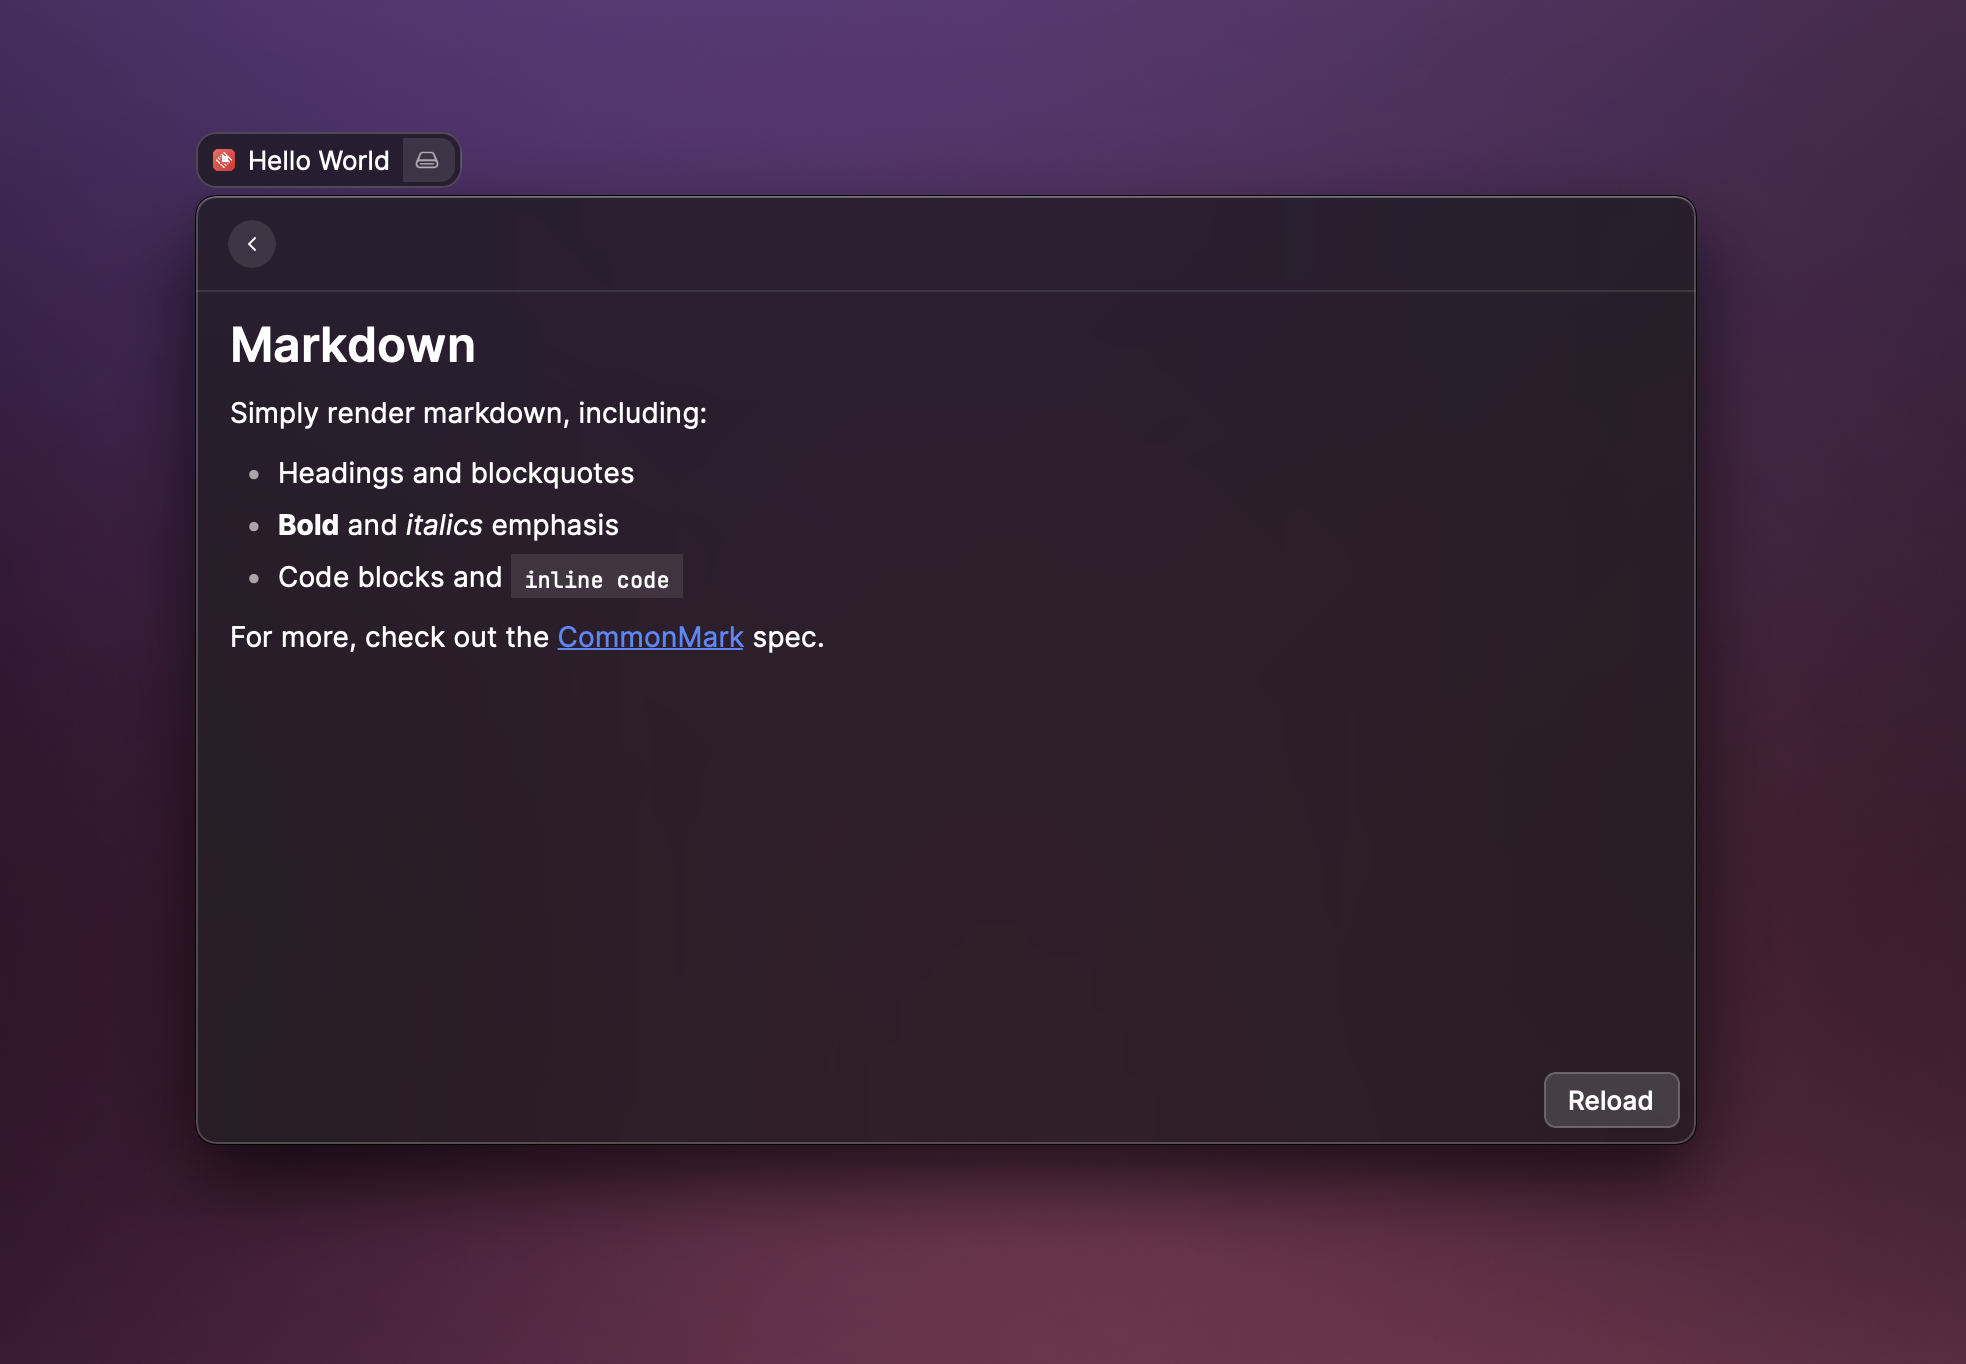 Hello World
Markdown
Simply render markdown, including:
Headings and blockquotes
Bold and italics emphasis
Code blocks and inline code
For more, check out the CommonMark spec.
Reload